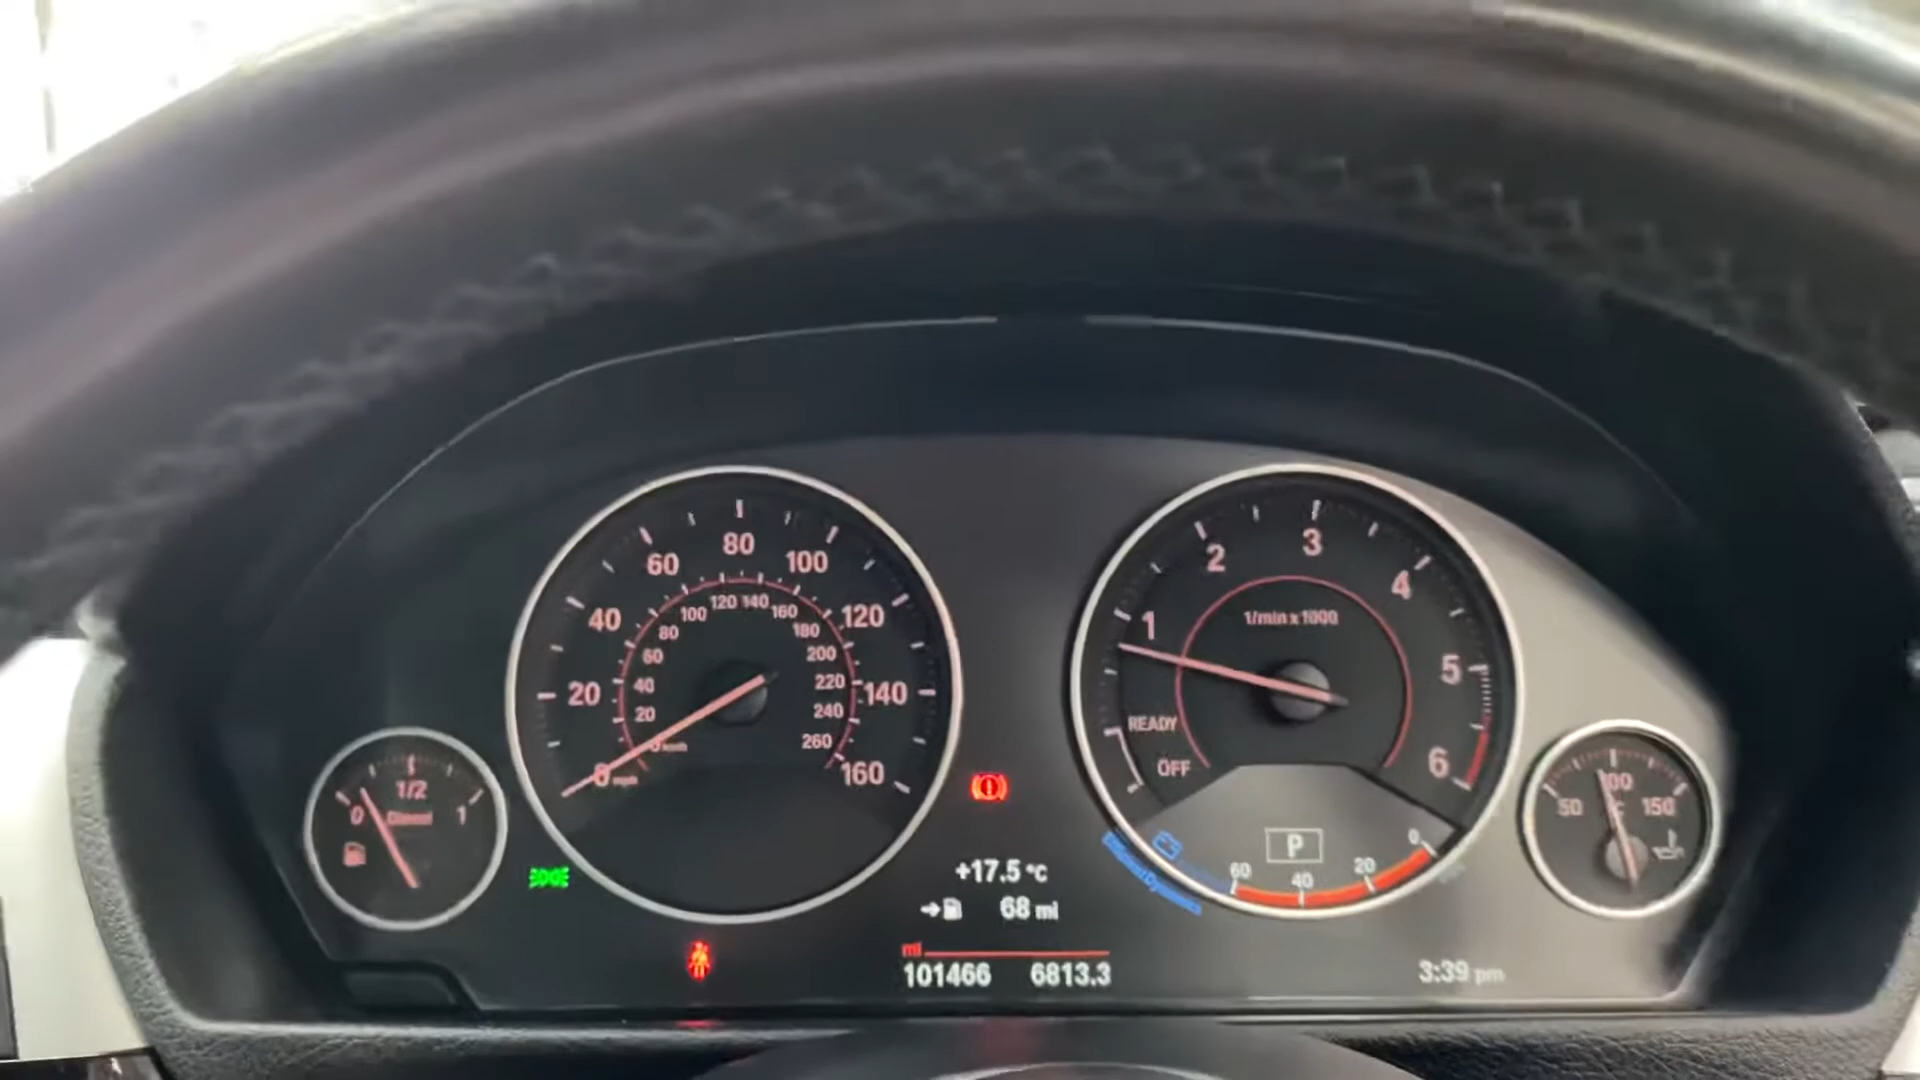 20
40
60
80
100
120
140
160
0 mph
20
40
60
80
100
120
140
160
180
200
220
240
260
km/h
0
1/2
1
Diesel
1
2
3
4
5
6
1/min x 1000
READY
OFF
P
60
40
20
0
EfficientDynamics
50
100
150
°C
+17.5 °C
68 mi
mi
101466 6813.3
3:39 pm